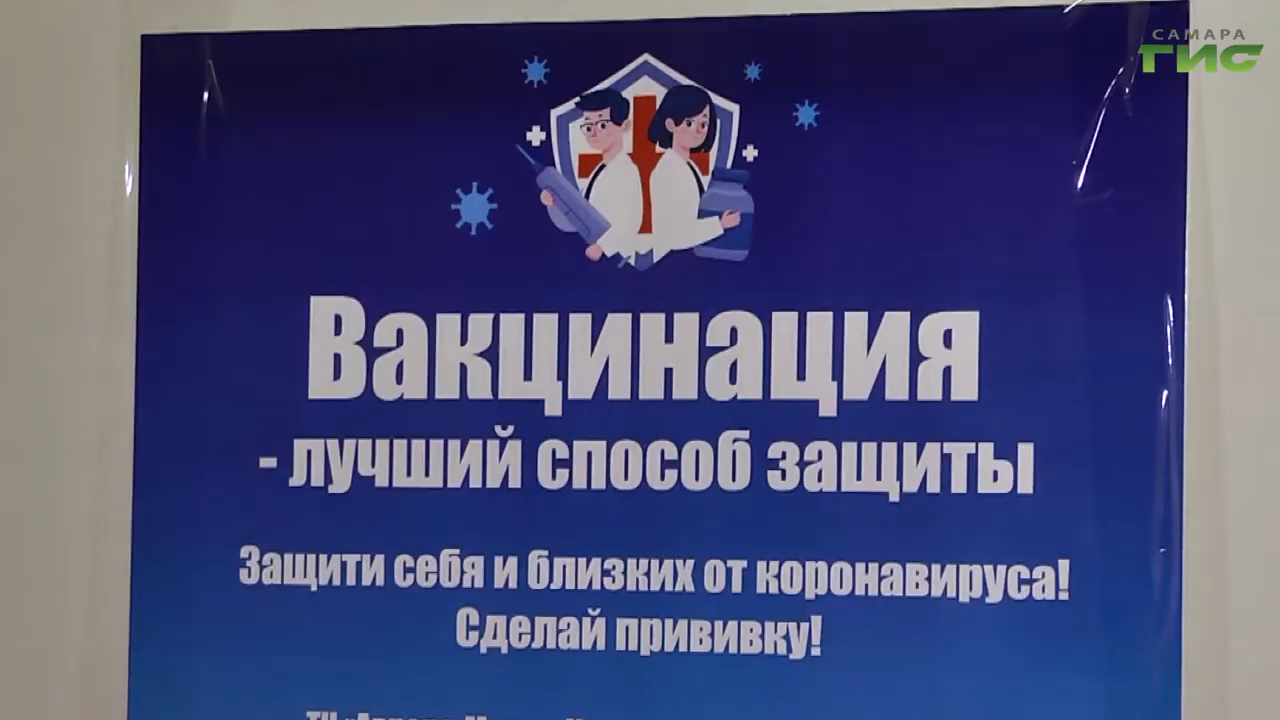 САМАРА
ГИС
Вакцинация
- лучший способ защиты
Защити себя и близких от коронавируса!
Сделай прививку!